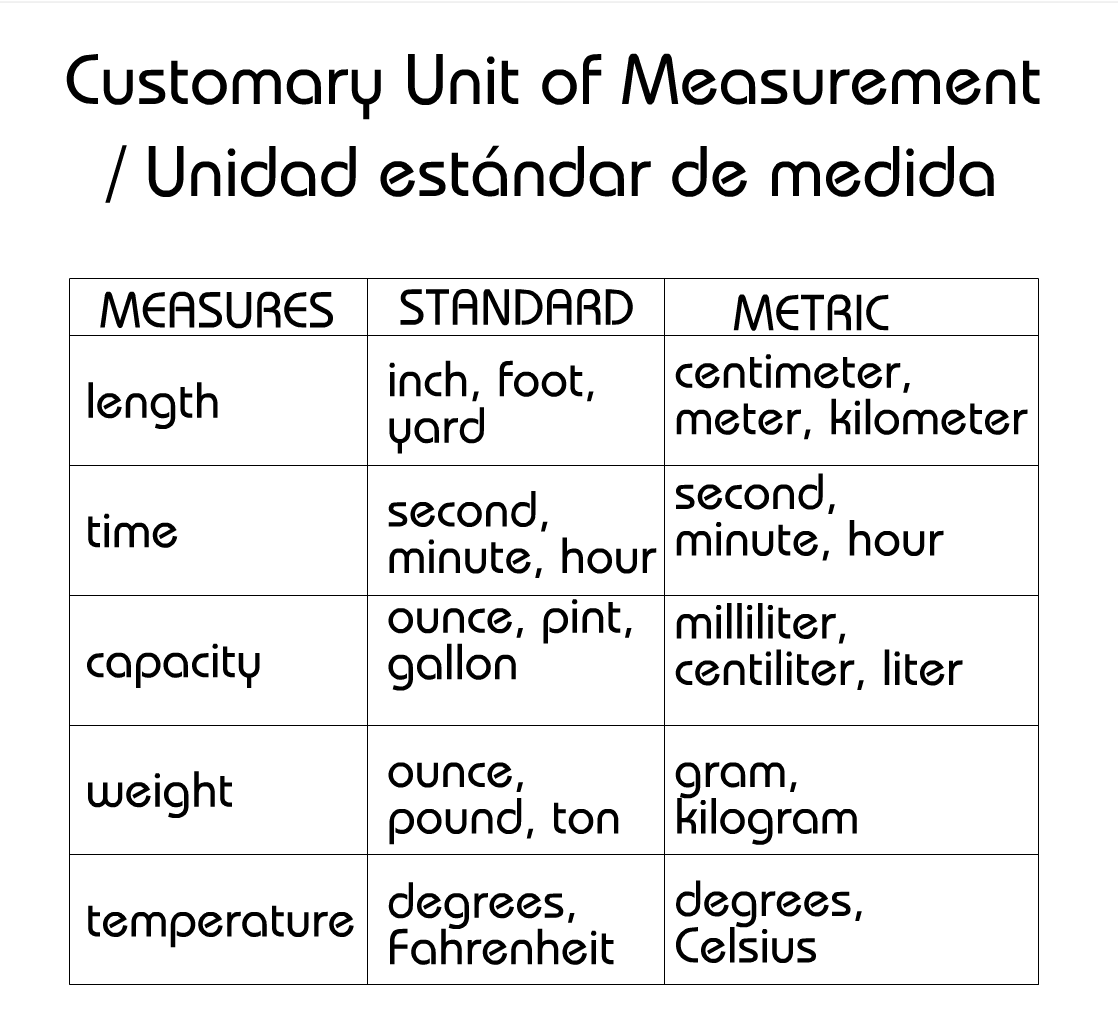 Customary Unit of Measurement
/ Unidad estándar de medida
MEASURES STANDARD METRIC
length
inch, foot,
yard
centimeter,
meter, kilometer
time
second,
minute, hour
second,
minute, hour
capacity
ounce, pint,
gallon
milliliter,
centiliter, liter
weight
ounce,
pound, ton
gram,
kilogram
temperature
degrees,
Fahrenheit
degrees,
Celsius